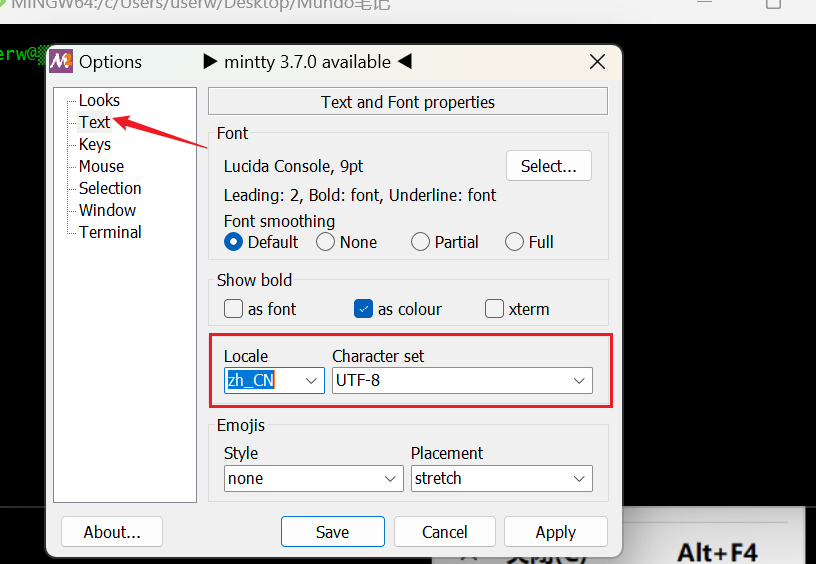 MINGW64:/c/Users/userw/Desktop/Mundo笔记
erw@
Options ▶ mintty 3.7.0 available ◀
Looks
Text
Keys
Mouse
Selection
Window
Terminal
Text and Font properties
Font
Lucida Console, 9pt
Select...
Leading: 2, Bold: font, Underline: font
Font smoothing
Default None Partial Full
Show bold
as font as colour xterm
Locale Character set
zh_CN UTF-8
Emojis
Style Placement
none stretch
About... Save Cancel Apply
关闭(C) Alt+F4